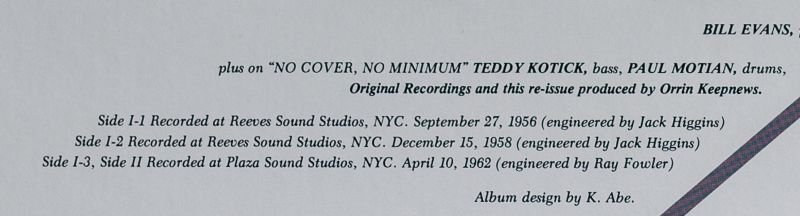 BILL EVANS,
plus on "NO COVER, NO MINIMUM" TEDDY KOTICK, bass, PAUL MOTIAN, drums,
Original Recordings and this re-issue produced by Orrin Keepnews.
Side I-1 Recorded at Reeves Sound Studios, NYC. September 27, 1956 (engineered by Jack Higgins)
Side I-2 Recorded at Reeves Sound Studios, NYC. December 15, 1958 (engineered by Jack Higgins)
Side I-3, Side II Recorded at Plaza Sound Studios, NYC. April 10, 1962 (engineered by Ray Fowler)
Album design by K. Abe.